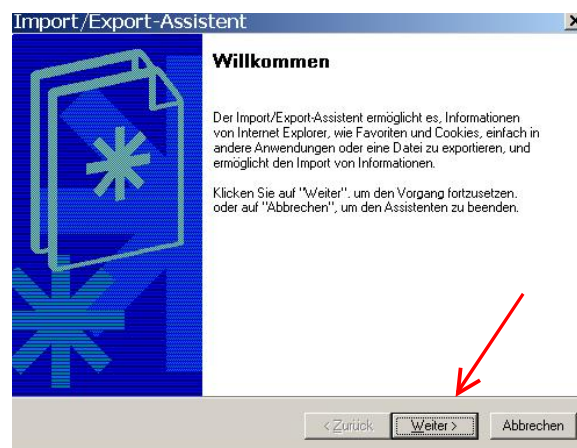 Import/Export-Assistent
Willkommen
Der Import/Export-Assistent ermöglicht es, Informationen
von Internet Explorer, wie Favoriten und Cookies, einfach in
andere Anwendungen oder eine Datei zu exportieren, und
ermöglicht den Import von Informationen.
Klicken Sie auf "Weiter". um den Vorgang fortzusetzen.
oder auf "Abbrechen", um den Assistenten zu beenden.
< Zurück Weiter > Abbrechen